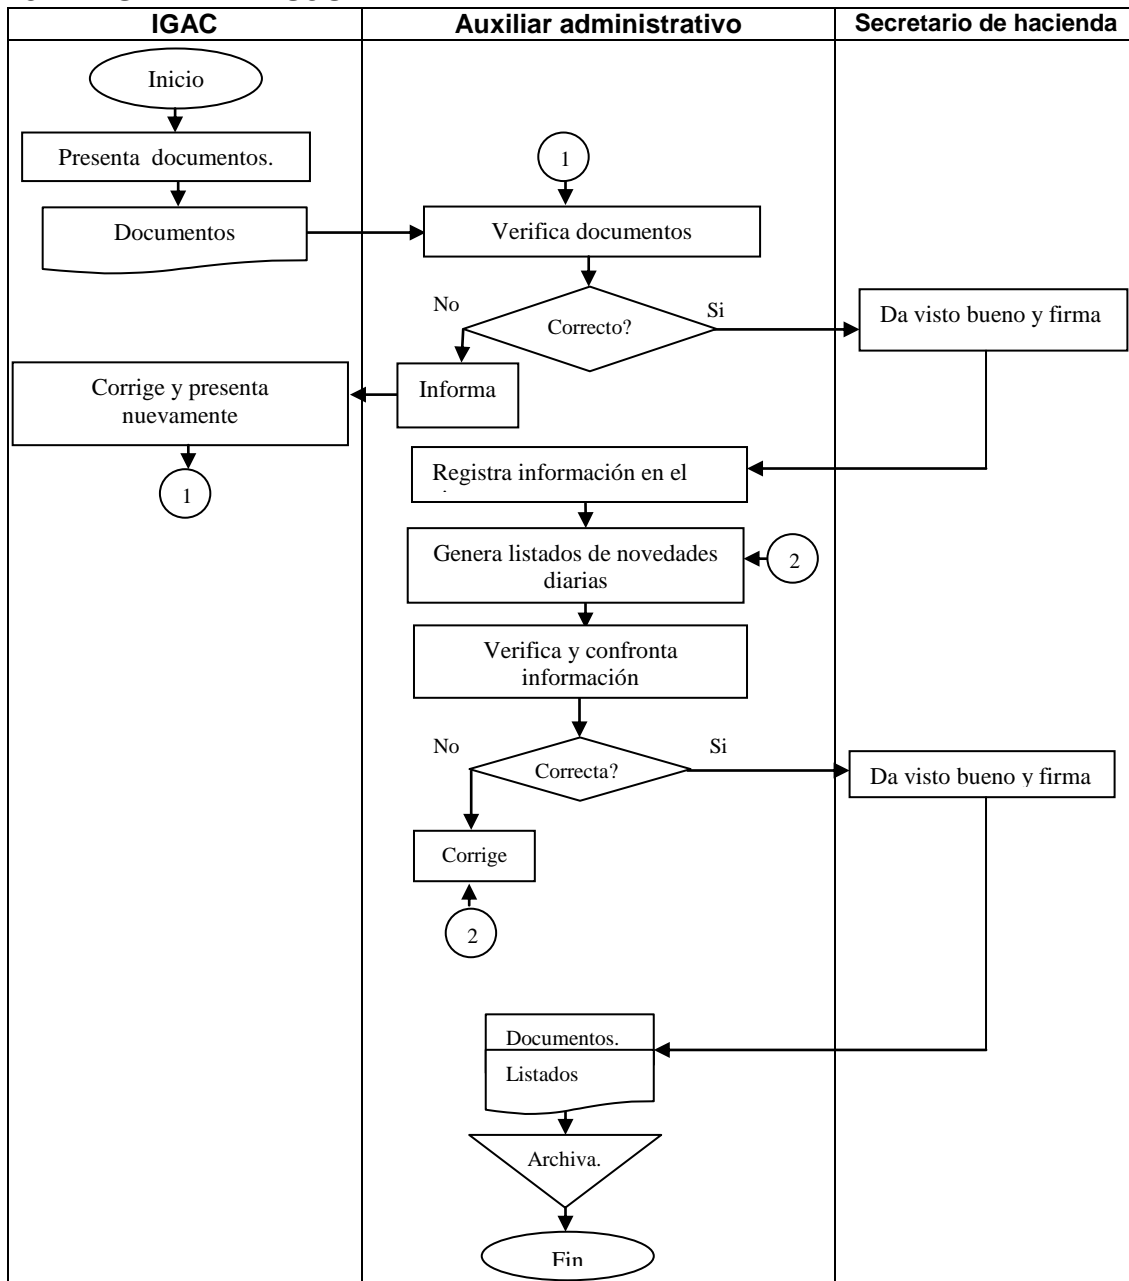 IGAC
Auxiliar administrativo
Secretario de hacienda
Inicio
Presenta documentos.
1
Documentos
Verifica documentos
No
Correcto?
Si
Da visto bueno y firma
Corrige y presenta
nuevamente
Informa
1
Registra información en el
Genera listados de novedades
diarias
2
Verifica y confronta
información
No
Correcta?
Si
Da visto bueno y firma
Corrige
2
Documentos.
Listados
Archiva.
Fin